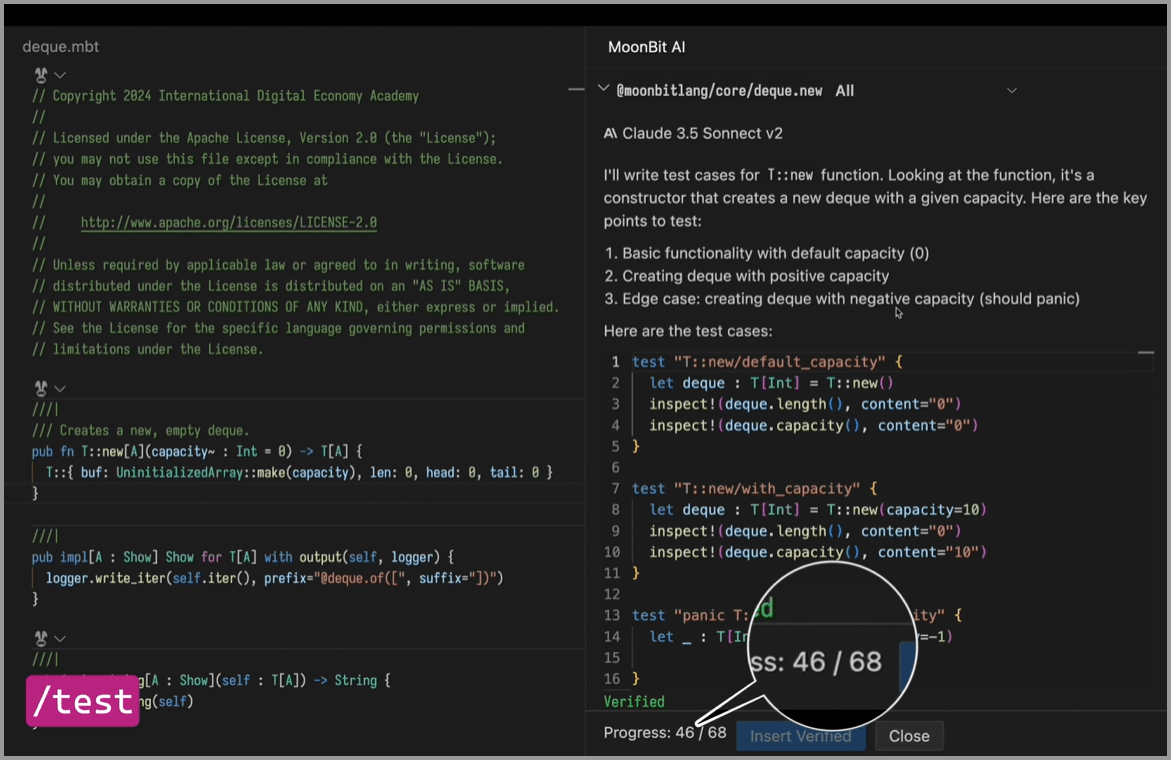 deque.mbt
// Copyright 2024 International Digital Economy Academy
//
// Licensed under the Apache License, Version 2.0 (the "License");
// you may not use this file except in compliance with the License.
// You may obtain a copy of the License at
//
//     http://www.apache.org/licenses/LICENSE-2.0
//
// Unless required by applicable law or agreed to in writing, software
// distributed under the License is distributed on an "AS IS" BASIS,
// WITHOUT WARRANTIES OR CONDITIONS OF ANY KIND, either express or implied.
// See the License for the specific language governing permissions and
// limitations under the License.
///|
/// Creates a new, empty deque.
pub fn T::new[A](capacity~ : Int = 0) -> T[A] {
  T::{ buf: UninitializedArray::make(capacity), len: 0, head: 0, tail: 0 }
}
///|
pub impl[A : Show] Show for T[A] with output(self, logger) {
  logger.write_iter(self.iter(), prefix="@deque.of([", suffix="])")
}
///|
[A : Show](self : T[A]) -> String {
(self)
/test
MoonBit AI
@moonbitlang/core/deque.new All
Claude 3.5 Sonnect v2
I'll write test cases for T::new function. Looking at the function, it's a
constructor that creates a new deque with a given capacity. Here are the key
points to test:
1. Basic functionality with default capacity (0)
2. Creating deque with positive capacity
3. Edge case: creating deque with negative capacity (should panic)
Here are the test cases:
1 test "T::new/default_capacity" {
2   let deque : T[Int] = T::new()
3   inspect!(deque.length(), content="0")
4   inspect!(deque.capacity(), content="0")
5 }
6
7 test "T::new/with_capacity" {
8   let deque : T[Int] = T::new(capacity=10)
9   inspect!(deque.length(), content="0")
10   inspect!(deque.capacity(), content="10")
11 }
12
13 test "panic T: ity" {
14   let _ : T[In =-1)
15
16 }
ed
ss: 46 / 68
Verified
Progress: 46 / 68
Insert Verified
Close